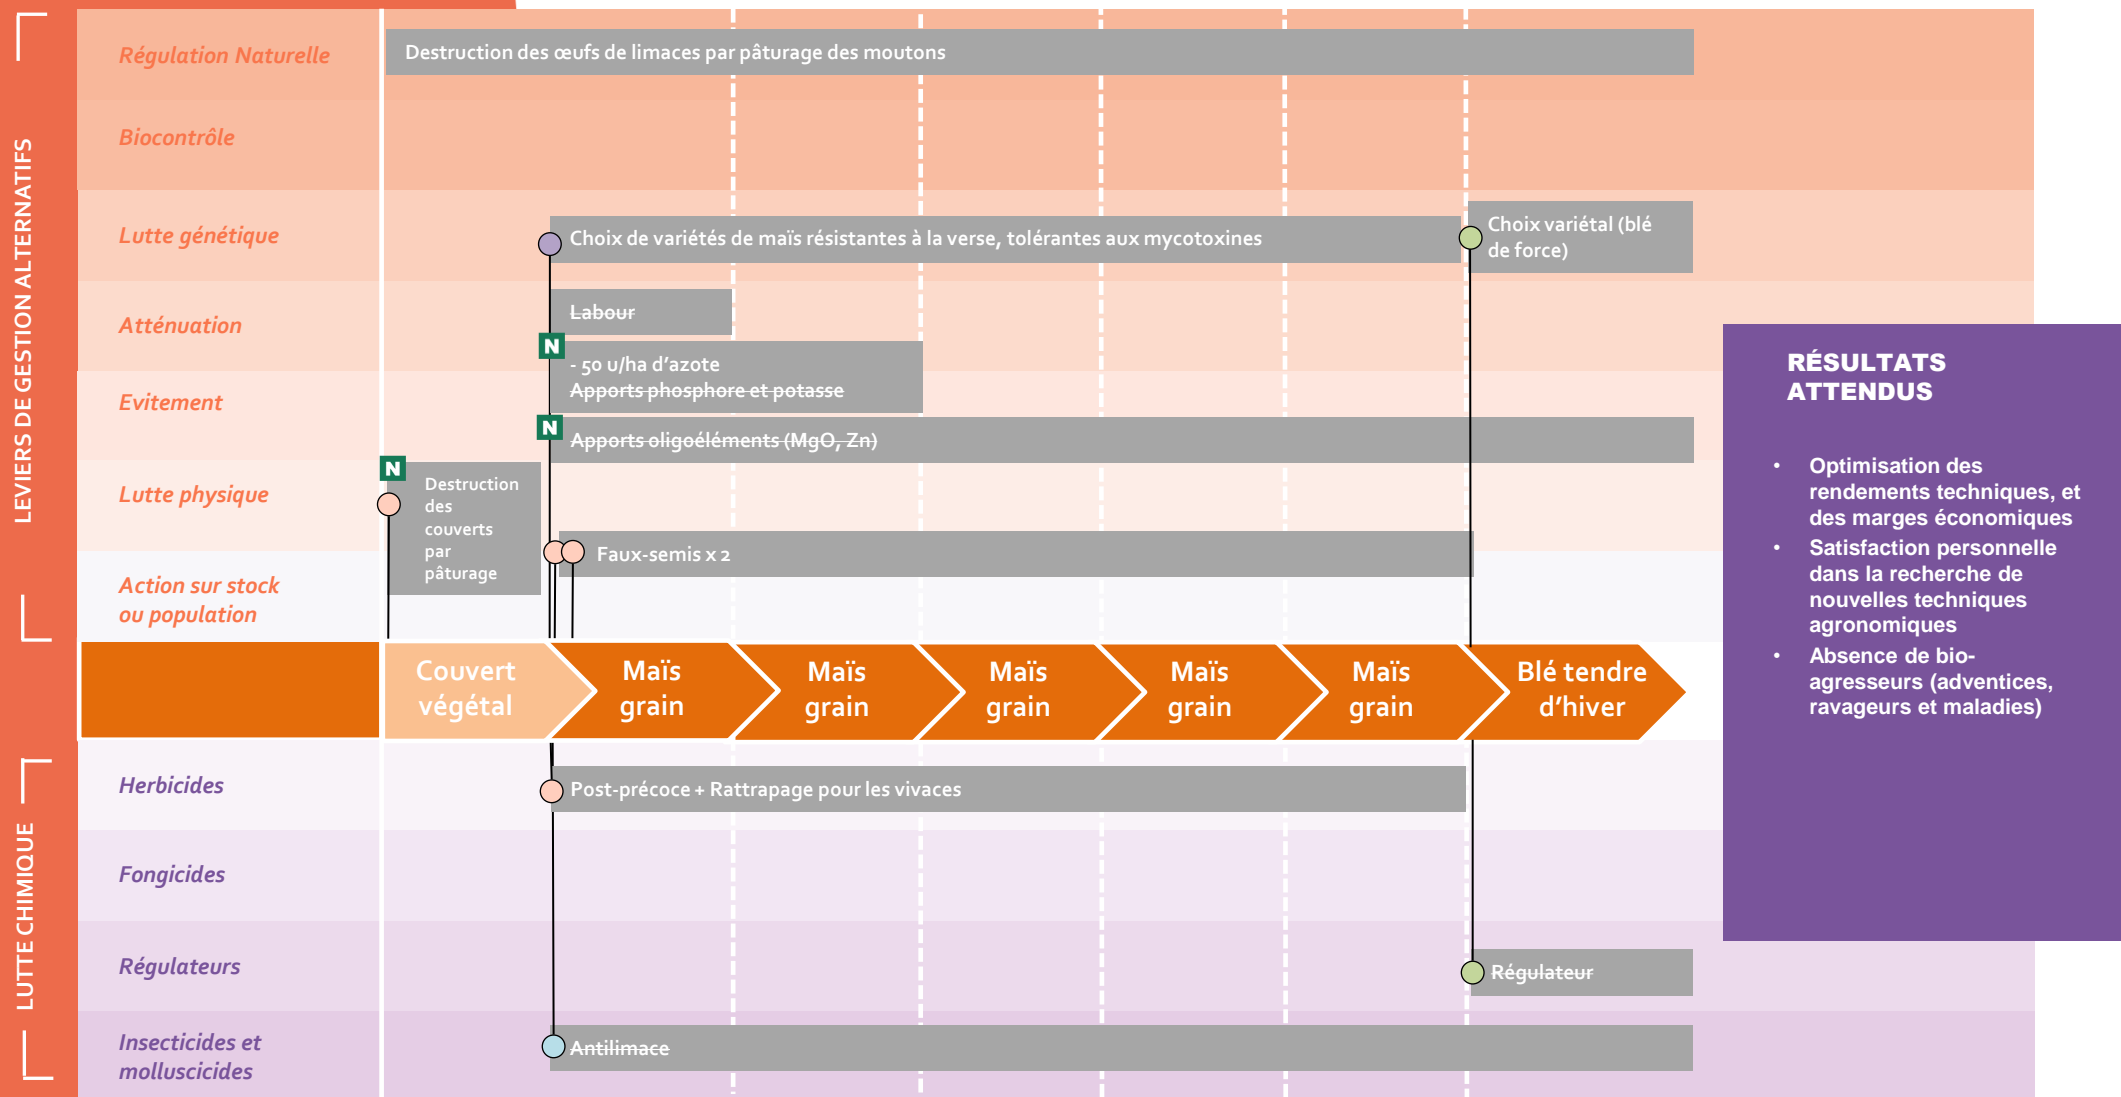 LEVIERS DE GESTION ALTERNATIFS
Régulation Naturelle
Destruction des œufs de limaces par pâturage des moutons
Biocontrôle
Lutte génétique
Choix de variétés de maïs résistantes à la verse, tolérantes aux mycotoxines
Choix variétal (blé
de force)
Atténuation
Labour
N
- 50 u/ha d'azote
Apports phosphore et potasse
Evitement
N
Apports oligoéléments (MgO, Zn)
Lutte physique
N
Destruction
des
couverts
par
pâturage
Faux-semis x 2
Action sur stock
ou population
Couvert
végétal
Maïs
grain
Maïs
grain
Maïs
grain
Maïs
grain
Maïs
grain
Blé tendre
d'hiver
LUTTE CHIMIQUE
Herbicides
Post-précoce + Rattrapage pour les vivaces
Fongicides
Régulateurs
Régulateur
Insecticides et
molluscicides
Antilimace
RÉSULTATS
ATTENDUS
• Optimisation des
rendements techniques, et
des marges économiques
• Satisfaction personnelle
dans la recherche de
nouvelles techniques
agronomiques
• Absence de bio-
agresseurs (adventices,
ravageurs et maladies)